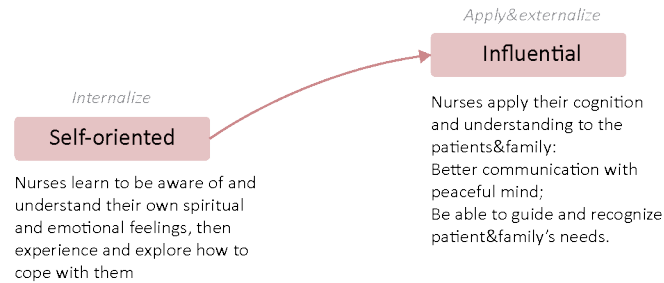 Apply&externalize
Influential
Internalize
Self-oriented
Nurses learn to be aware of and
understand their own spiritual
and emotional feelings, then
experience and explore how to
cope with them
Nurses apply their cognition
and understanding to the
patients&family:
Better communication with
peaceful mind;
Be able to guide and recognize
patient&family’s needs.